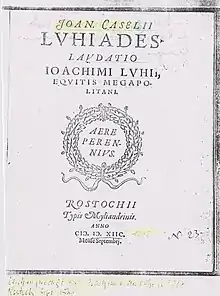 IOAN. CASELII
LVHIADES.
LAVDATIO
IOACHIMI LVHI,
EQVITIS MEGAPO-
LITANI.
AERE
PEREN-
NIVS.
ROSTOCHII
Typis Myliandrinis.
ANNO
CIƆ. IƆ. XIIC.
Mense Septembri.
N 23